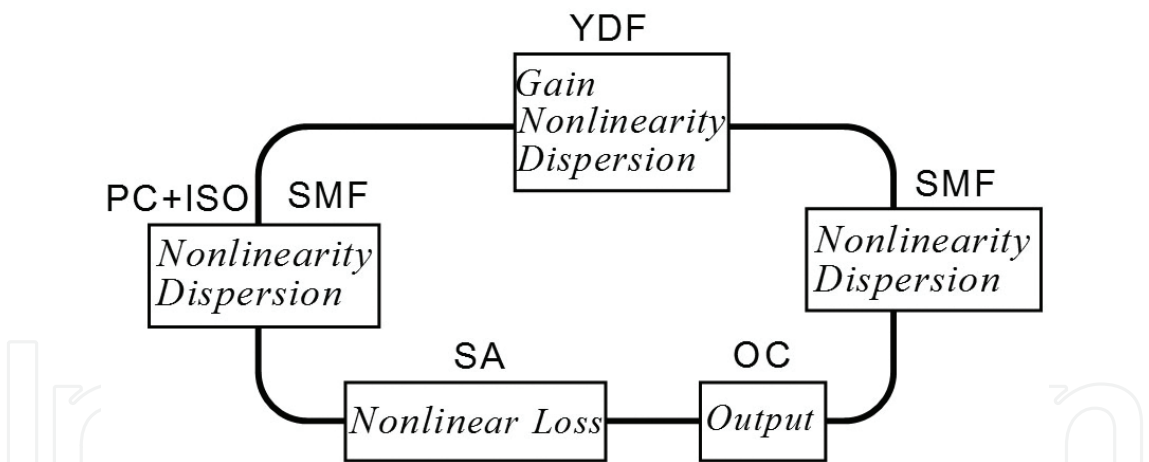 YDF
Gain
Nonlinearity
Dispersion
PC+ISO SMF
Nonlinearity
Dispersion
SMF
Nonlinearity
Dispersion
SA
Nonlinear Loss
OC
Output